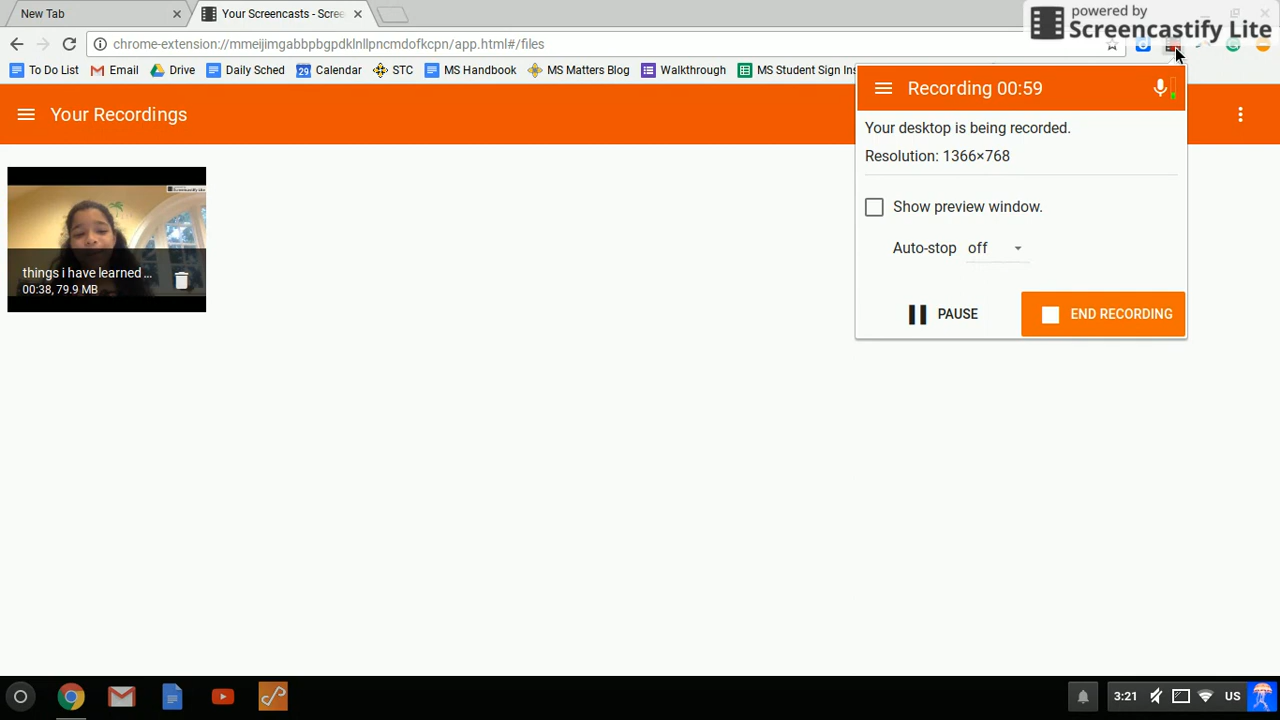 New Tab
Your Screencasts - Scree
powered by
Screencastify Lite
chrome-extension://mmeijimgabbpbgpdklnllpncmdofkcpn/app.html#/files
To Do List
Email
Drive
Daily Sched
Calendar
STC
MS Handbook
MS Matters Blog
Walkthrough
MS Student Sign Ins
Your Recordings
Recording 00:59
Your desktop is being recorded.
Resolution: 1366×768
Show preview window.
Auto-stop off
PAUSE
END RECORDING
things i have learned ...
00:38, 79.9 MB
3:21
US